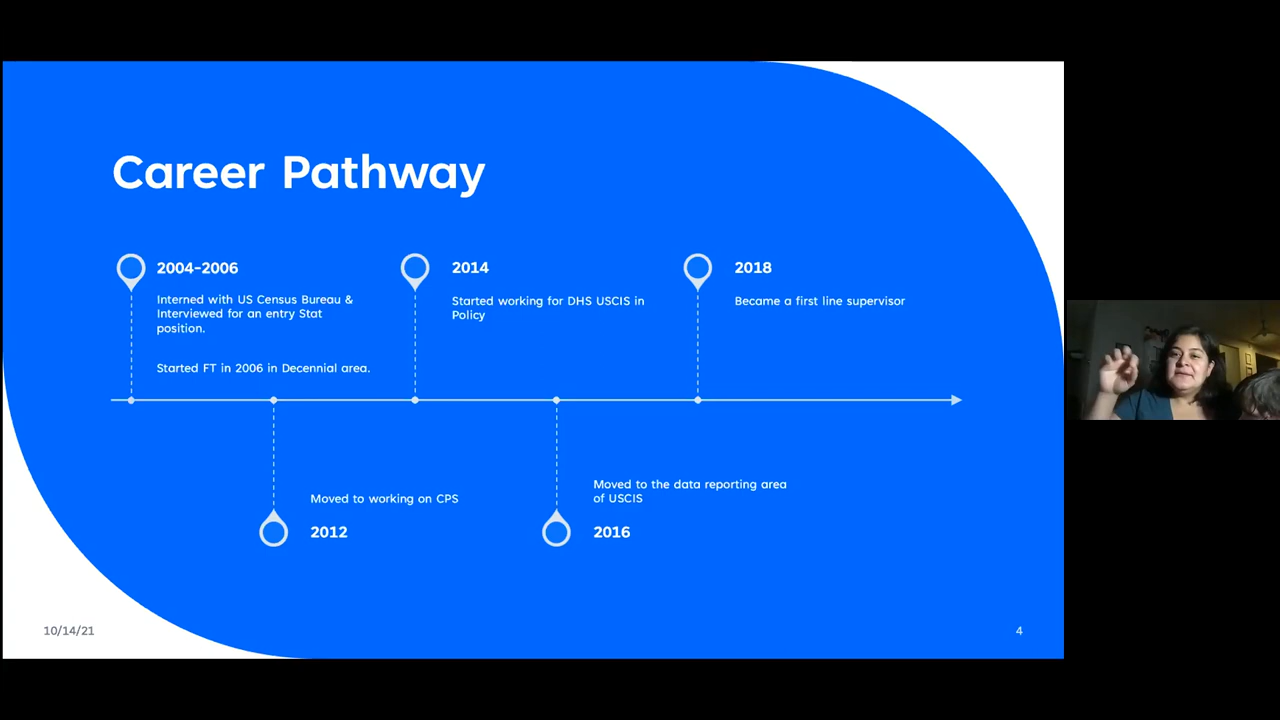 Career Pathway
2004-2006
Interned with US Census Bureau &
Interviewed for an entry Stat
position.
Started FT in 2006 in Decennial area.
2014
Started working for DHS USCIS in
Policy
2018
Became a first line supervisor
Moved to working on CPS
2012
Moved to the data reporting area
of USCIS
2016
10/14/21
4